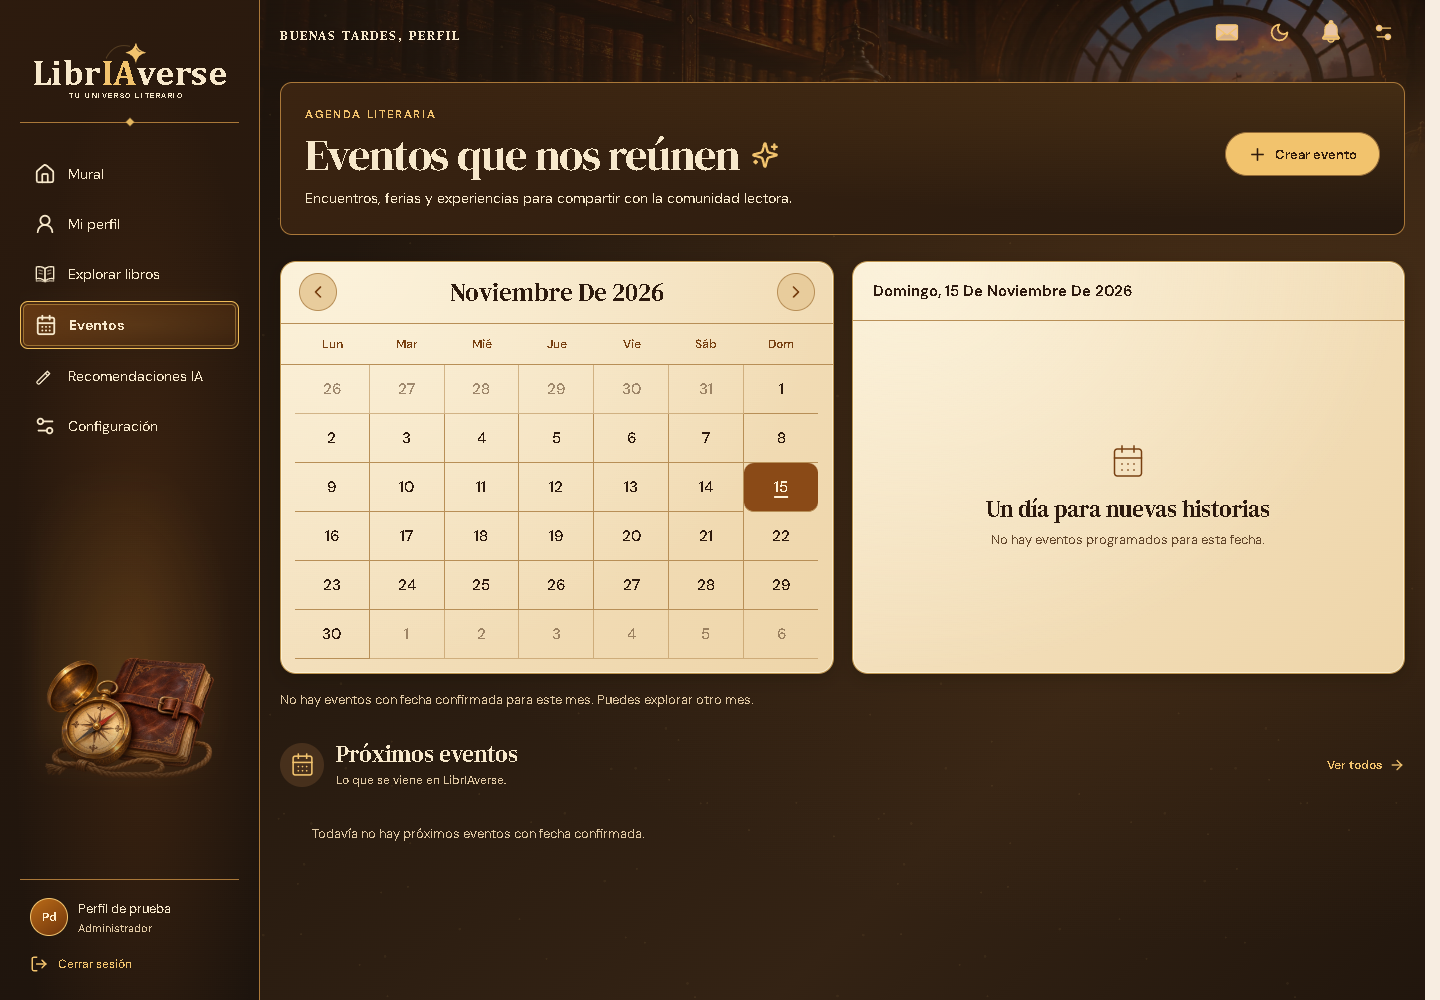 LibrIAverse
TU UNIVERSO LITERARIO
Mural
Mi perfil
Explorar libros
Eventos
Recomendaciones IA
Configuración
Pd
Perfil de prueba
Administrador
Cerrar sesión
BUENAS TARDES, PERFIL
AGENDA LITERARIA
Eventos que nos reúnen
Encuentros, ferias y experiencias para compartir con la comunidad lectora.
Crear evento
Noviembre De 2026
Lun Mar Mié Jue Vie Sáb Dom
26 27 28 29 30 31 1
2 3 4 5 6 7 8
9 10 11 12 13 14 15
16 17 18 19 20 21 22
23 24 25 26 27 28 29
30 1 2 3 4 5 6
Domingo, 15 De Noviembre De 2026
Un día para nuevas historias
No hay eventos programados para esta fecha.
No hay eventos con fecha confirmada para este mes. Puedes explorar otro mes.
Próximos eventos
Lo que se viene en LibrIAverse.
Ver todos
Todavía no hay próximos eventos con fecha confirmada.